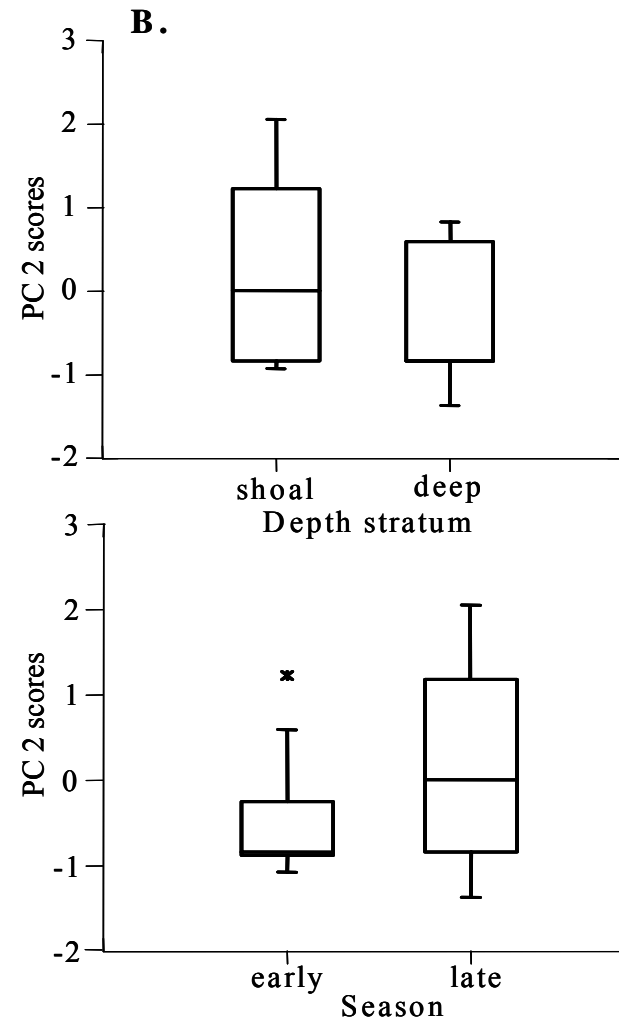 B.
3
2
1
0
-1
-2
PC 2 scores
shoal deep
Depth stratum
3
2
1
0
-1
-2
PC 2 scores
early late
Season